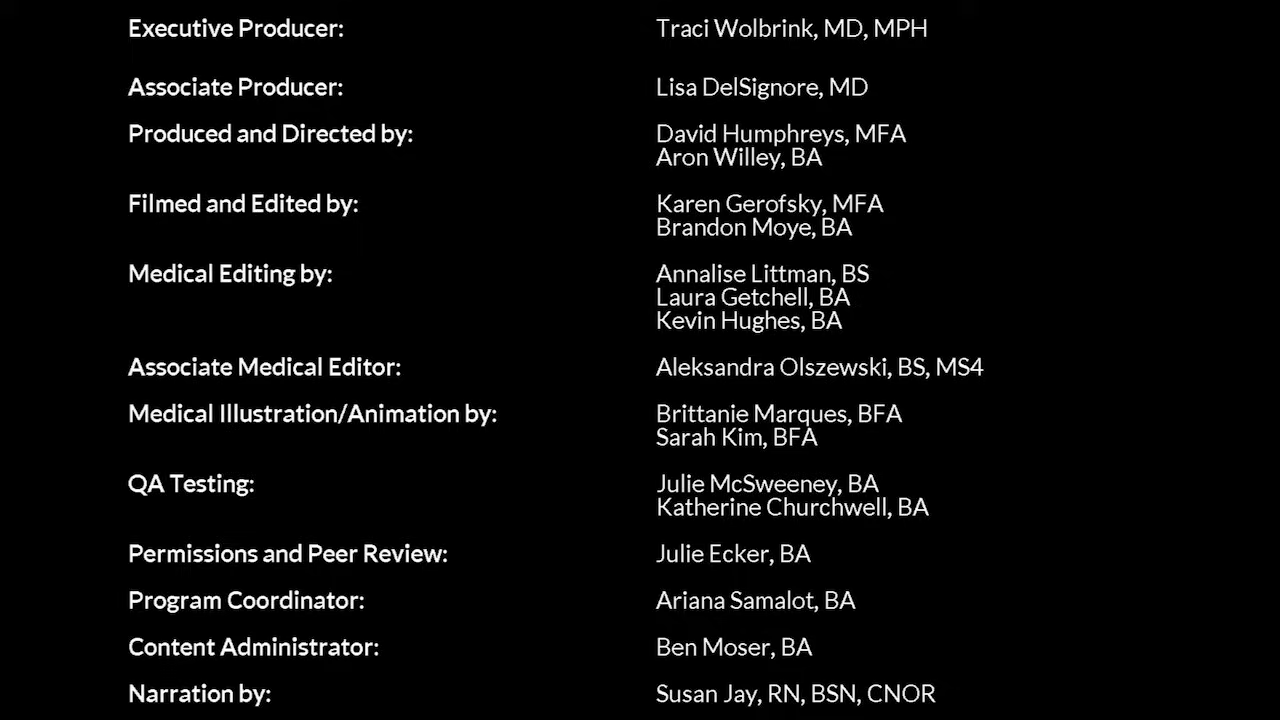 Executive Producer: Traci Wolbrink, MD, MPH
Associate Producer: Lisa DelSignore, MD
Produced and Directed by: David Humphreys, MFA
Aron Willey, BA
Filmed and Edited by: Karen Gerofsky, MFA
Brandon Moye, BA
Medical Editing by: Annalise Littman, BS
Laura Getchell, BA
Kevin Hughes, BA
Associate Medical Editor: Aleksandra Olszewski, BS, MS4
Medical Illustration/Animation by: Brittanie Marques, BFA
Sarah Kim, BFA
QA Testing: Julie McSweeney, BA
Katherine Churchwell, BA
Permissions and Peer Review: Julie Ecker, BA
Program Coordinator: Ariana Samalot, BA
Content Administrator: Ben Moser, BA
Narration by: Susan Jay, RN, BSN, CNOR